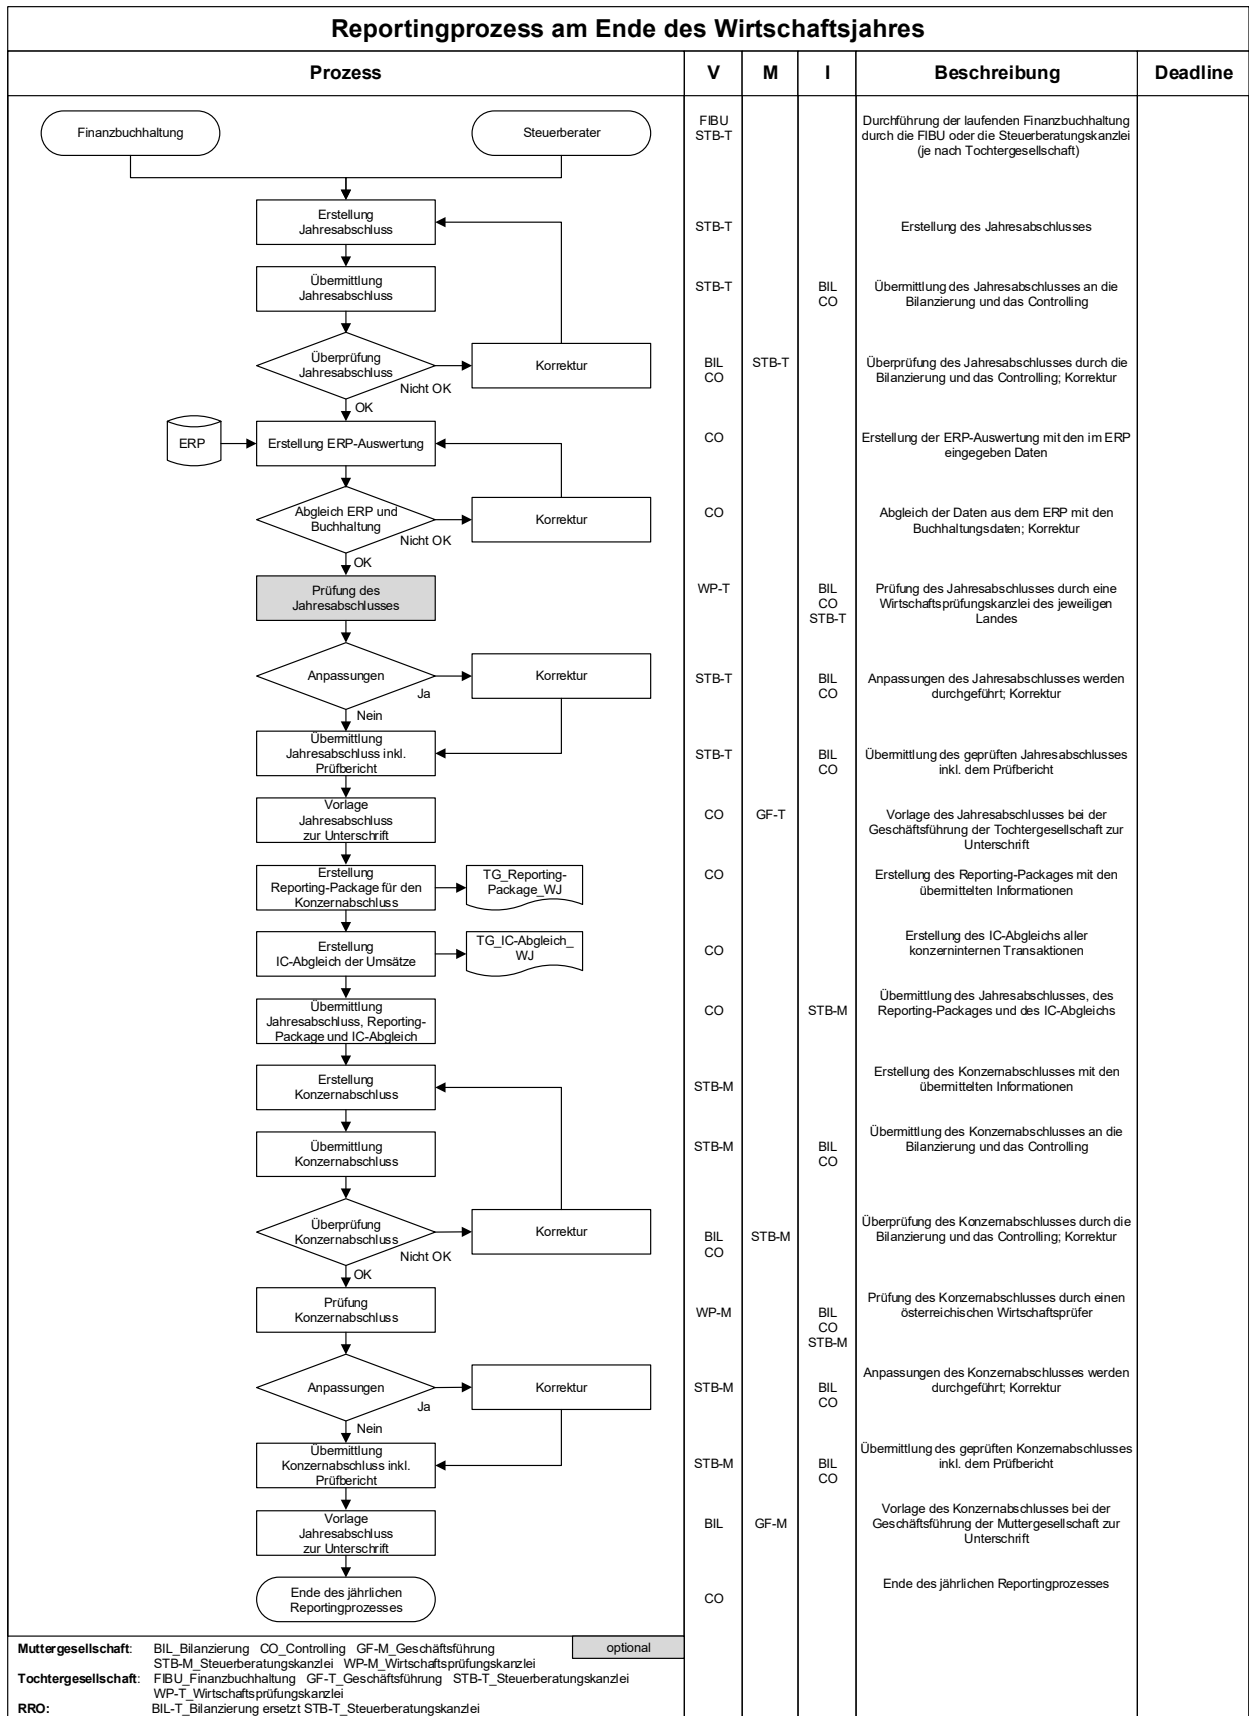 Reportingprozess am Ende des Wirtschaftsjahres
Prozess
V
M
I
Beschreibung
Deadline
Finanzbuchhaltung
Steuerberater
FIBU
STB-T
Durchführung der laufenden Finanzbuchhaltung
durch die FIBU oder die Steuerberatungskanzlei
(je nach Tochtergesellschaft)
Erstellung
Jahresabschluss
STB-T
Erstellung des Jahresabschlusses
Übermittlung
Jahresabschluss
STB-T
BIL
CO
Übermittlung des Jahresabschlusses an die
Bilanzierung und das Controlling
Überprüfung
Jahresabschluss
Nicht OK
OK
Korrektur
BIL
CO
STB-T
Überprüfung des Jahresabschlusses durch die
Bilanzierung und das Controlling; Korrektur
ERP
Erstellung ERP-Auswertung
CO
Erstellung der ERP-Auswertung mit den im ERP
eingegeben Daten
Abgleich ERP und
Buchhaltung
Nicht OK
OK
Korrektur
CO
Abgleich der Daten aus dem ERP mit den
Buchhaltungsdaten; Korrektur
Prüfung des
Jahresabschlusses
WP-T
BIL
CO
STB-T
Prüfung des Jahresabschlusses durch eine
Wirtschaftsprüfungskanzlei des jeweiligen
Landes
Anpassungen
Ja
Nein
Korrektur
STB-T
BIL
CO
Anpassungen des Jahresabschlusses werden
durchgeführt; Korrektur
Übermittlung
Jahresabschluss inkl.
Prüfbericht
STB-T
BIL
CO
Übermittlung des geprüften Jahresabschlusses
inkl. dem Prüfbericht
Vorlage
Jahresabschluss
zur Unterschrift
CO
GF-T
Vorlage des Jahresabschlusses bei der
Geschäftsführung der Tochtergesellschaft zur
Unterschrift
Erstellung
Reporting-Package für den
Konzernabschluss
TG_Reporting-
Package_WJ
CO
Erstellung des Reporting-Packages mit den
übermittelten Informationen
Erstellung
IC-Abgleich der Umsätze
TG_IC-Abgleich_
WJ
CO
Erstellung des IC-Abgleichs aller
konzerninternen Transaktionen
Übermittlung
Jahresabschluss, Reporting-
Package und IC-Abgleich
CO
STB-M
Übermittlung des Jahresabschlusses, des
Reporting-Packages und des IC-Abgleichs
Erstellung
Konzernabschluss
STB-M
Erstellung des Konzernabschlusses mit den
übermittelten Informationen
Übermittlung
Konzernabschluss
STB-M
BIL
CO
Übermittlung des Konzernabschlusses an die
Bilanzierung und das Controlling
Überprüfung
Konzernabschluss
Nicht OK
OK
Korrektur
BIL
CO
STB-M
Überprüfung des Konzernabschlusses durch die
Bilanzierung und das Controlling; Korrektur
Prüfung
Konzernabschluss
WP-M
BIL
CO
STB-M
Prüfung des Konzernabschlusses durch einen
österreichischen Wirtschaftsprüfer
Anpassungen
Ja
Nein
Korrektur
STB-M
BIL
CO
Anpassungen des Konzernabschlusses werden
durchgeführt; Korrektur
Übermittlung
Konzernabschluss inkl.
Prüfbericht
STB-M
BIL
CO
Übermittlung des geprüften Konzernabschlusses
inkl. dem Prüfbericht
Vorlage
Jahresabschluss
zur Unterschrift
BIL
GF-M
Vorlage des Konzernabschlusses bei der
Geschäftsführung der Muttergesellschaft zur
Unterschrift
Ende des jährlichen
Reportingprozesses
CO
Ende des jährlichen Reportingprozesses
Muttergesellschaft: BIL_Bilanzierung CO_Controlling GF-M_Geschäftsführung
optional
STB-M_Steuerberatungskanzlei WP-M_Wirtschaftsprüfungskanzlei
Tochtergesellschaft: FIBU_Finanzbuchhaltung GF-T_Geschäftsführung STB-T_Steuerberatungskanzlei
WP-T_Wirtschaftsprüfungskanzlei
RRO: BIL-T_Bilanzierung ersetzt STB-T_Steuerberatungskanzlei